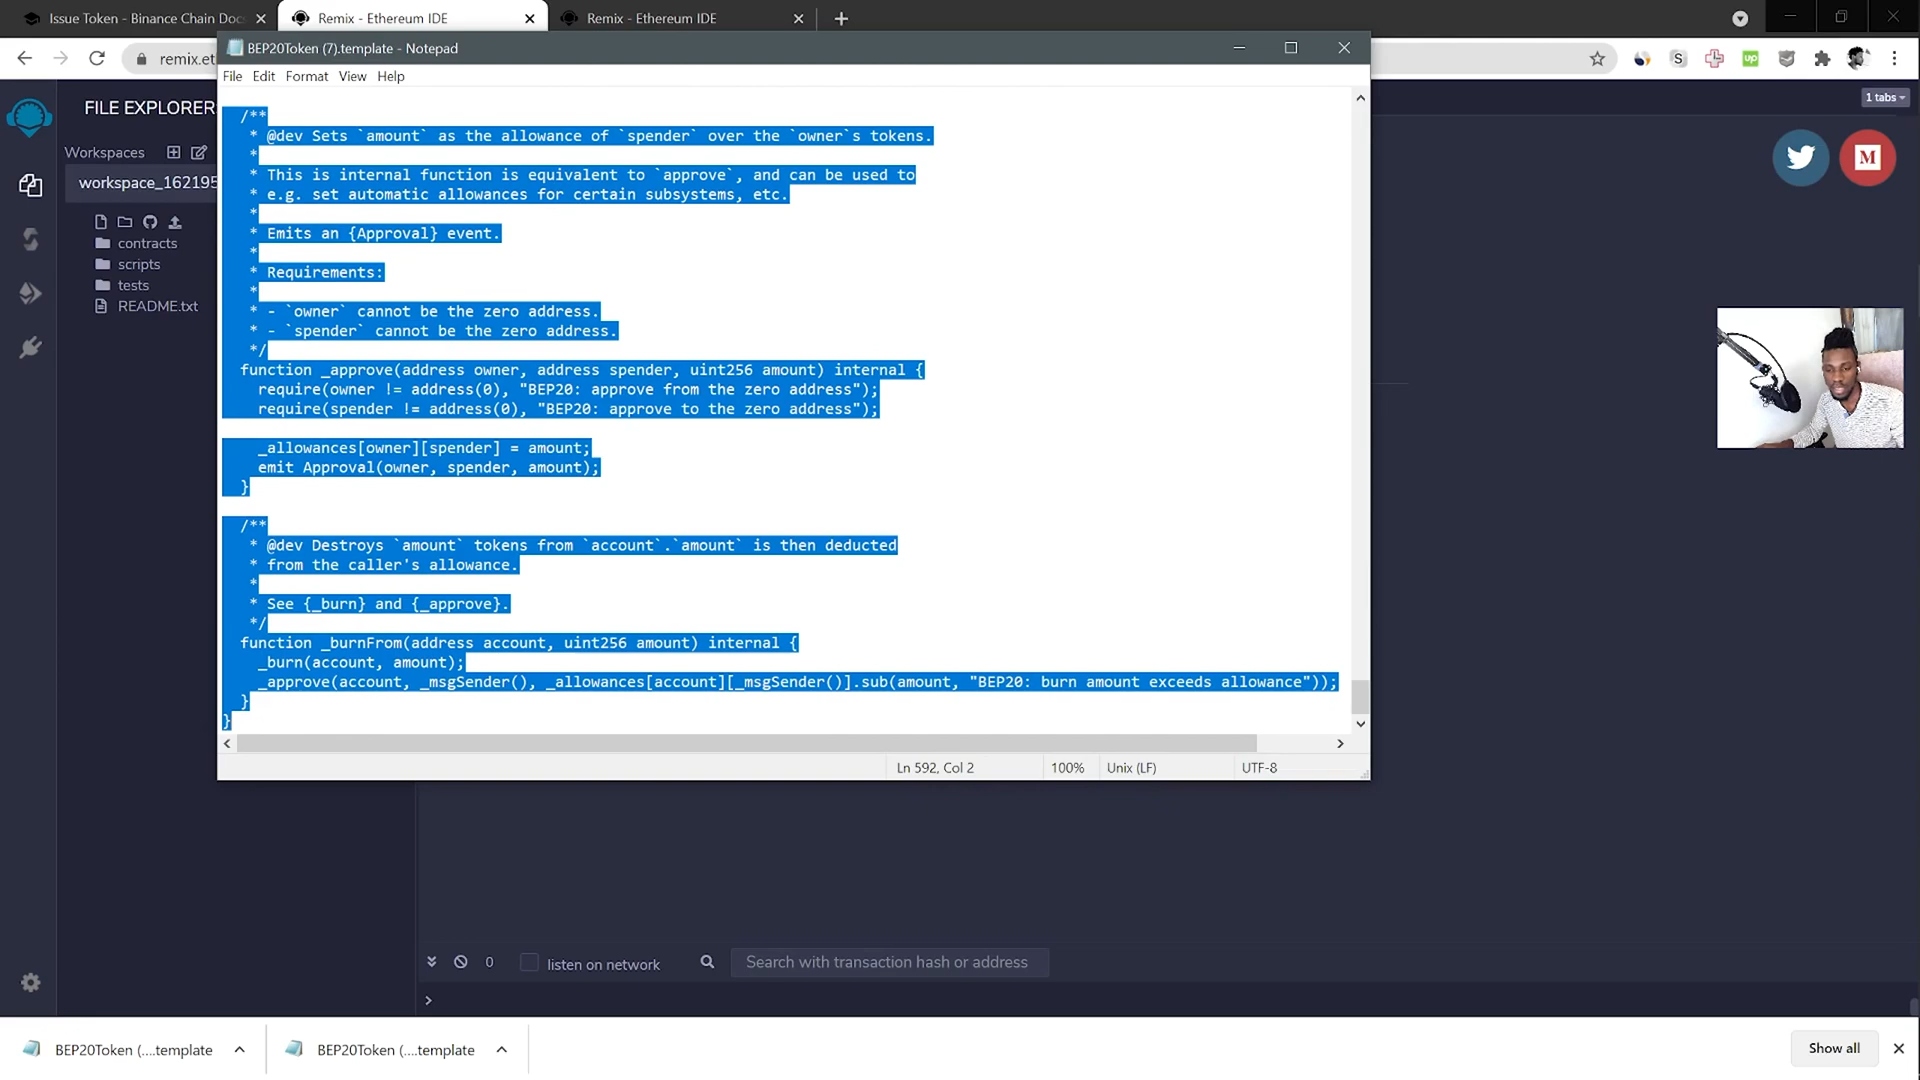 Issue Token - Binance Chain Doc
Remix - Ethereum IDE
Remix - Ethereum IDE
remix.et
BEP20Token (7).template - Notepad
File Edit Format View Help
/**
* @dev Sets `amount` as the allowance of `spender` over the `owner`s tokens.
*
* This is internal function is equivalent to `approve`, and can be used to
* e.g. set automatic allowances for certain subsystems, etc.
*
* Emits an {Approval} event.
*
* Requirements:
*
* - `owner` cannot be the zero address.
* - `spender` cannot be the zero address.
*/
function _approve(address owner, address spender, uint256 amount) internal {
require(owner != address(0), "BEP20: approve from the zero address");
require(spender != address(0), "BEP20: approve to the zero address");
_allowances[owner][spender] = amount;
emit Approval(owner, spender, amount);
}
/**
* @dev Destroys `amount` tokens from `account`.`amount` is then deducted
* from the caller's allowance.
*
* See {_burn} and {_approve}.
*/
function _burnFrom(address account, uint256 amount) internal {
_burn(account, amount);
_approve(account, _msgSender(), _allowances[account][_msgSender()].sub(amount, "BEP20: burn amount exceeds allowance"));
}
}
Ln 592, Col 2
100%
Unix (LF)
UTF-8
FILE EXPLORER
Workspaces
workspace_162195
contracts
scripts
tests
README.txt
S
up
1 tabs
M
0
listen on network
Search with transaction hash or address
>
BEP20Token (....template
BEP20Token (....template
Show all